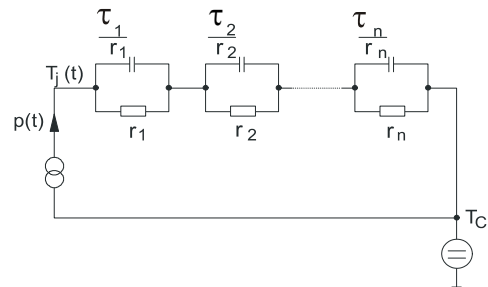 τ1/r1 τ2/r2 τn/rn
Tj(t)
r1 r2 rn
p(t)
TC